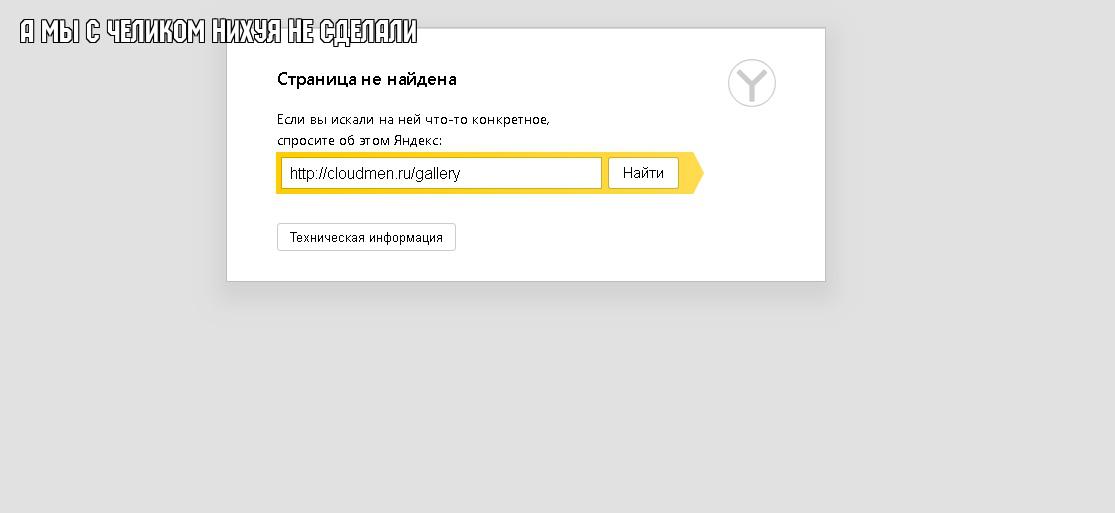 А МЫ С ЧЕЛИКОМ НИХУЯ НЕ СДЕЛАЛИ
Страница не найдена
Если вы искали на ней что-то конкретное,
спросите об этом Яндекс:
http://cloudmen.ru/gallery Найти
Техническая информация